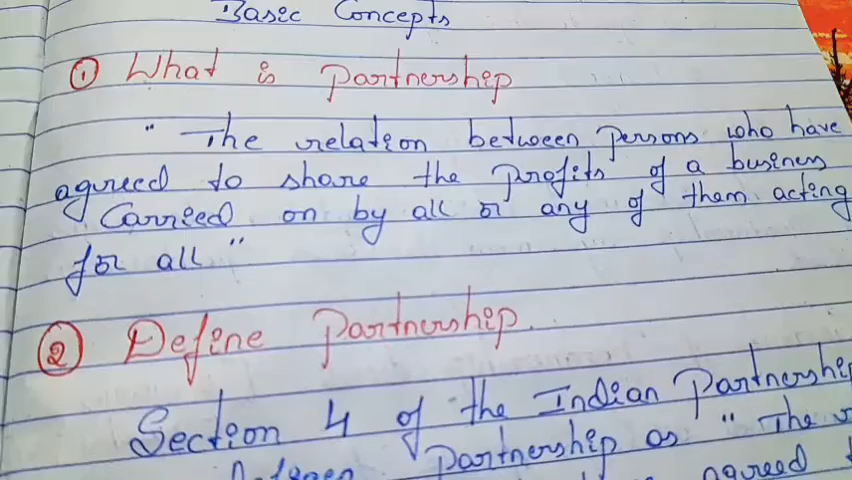 Basic Concepts
① What is Partnership
" The relation between persons who have
agreed to share the profits of a business
Carried on by all or any of them acting
for all "
② Define Partnership.
Section 4 of the Indian Partnership
partnership as " The
agreed